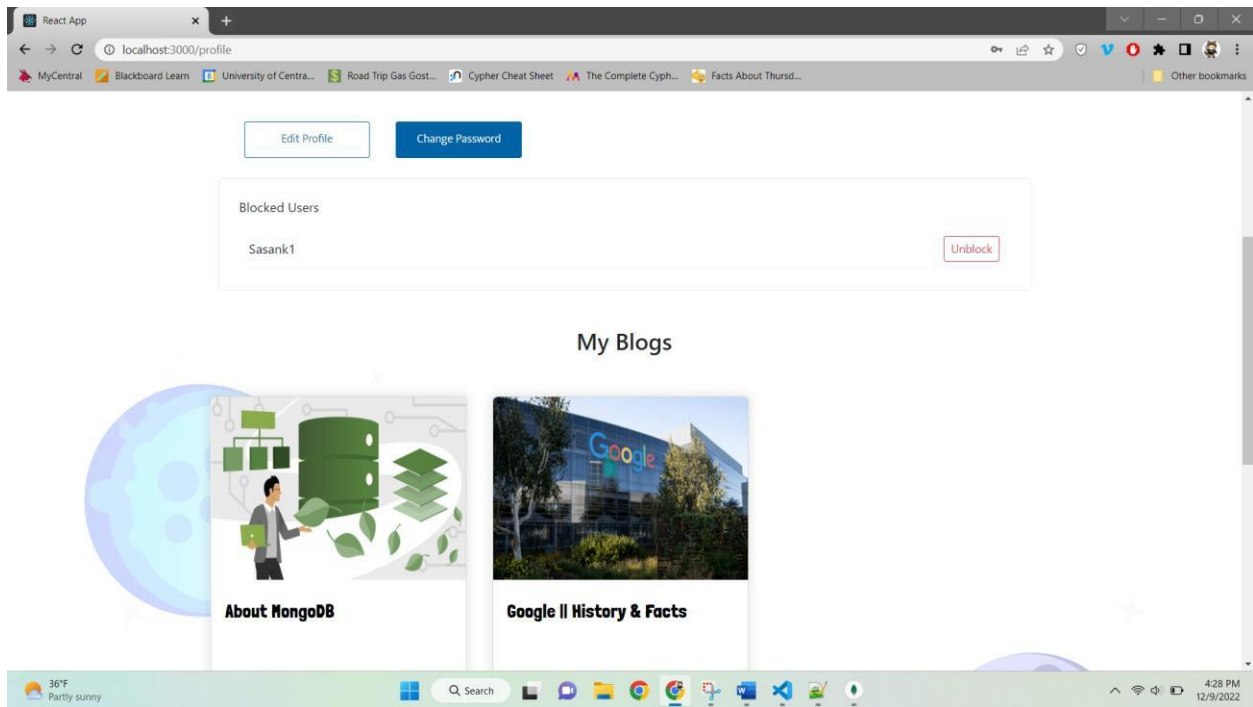 React App
localhost:3000/profile
MyCentral
Blackboard Learn
University of Centra...
Road Trip Gas Gost...
Cypher Cheat Sheet
The Complete Cyph...
Facts About Thursd...
Other bookmarks
Edit Profile
Change Password
Blocked Users
Sasank1
Unblock
My Blogs
Google
About MongoDB
Google || History & Facts
36°F
Partly sunny
Search
4:28 PM
12/9/2022